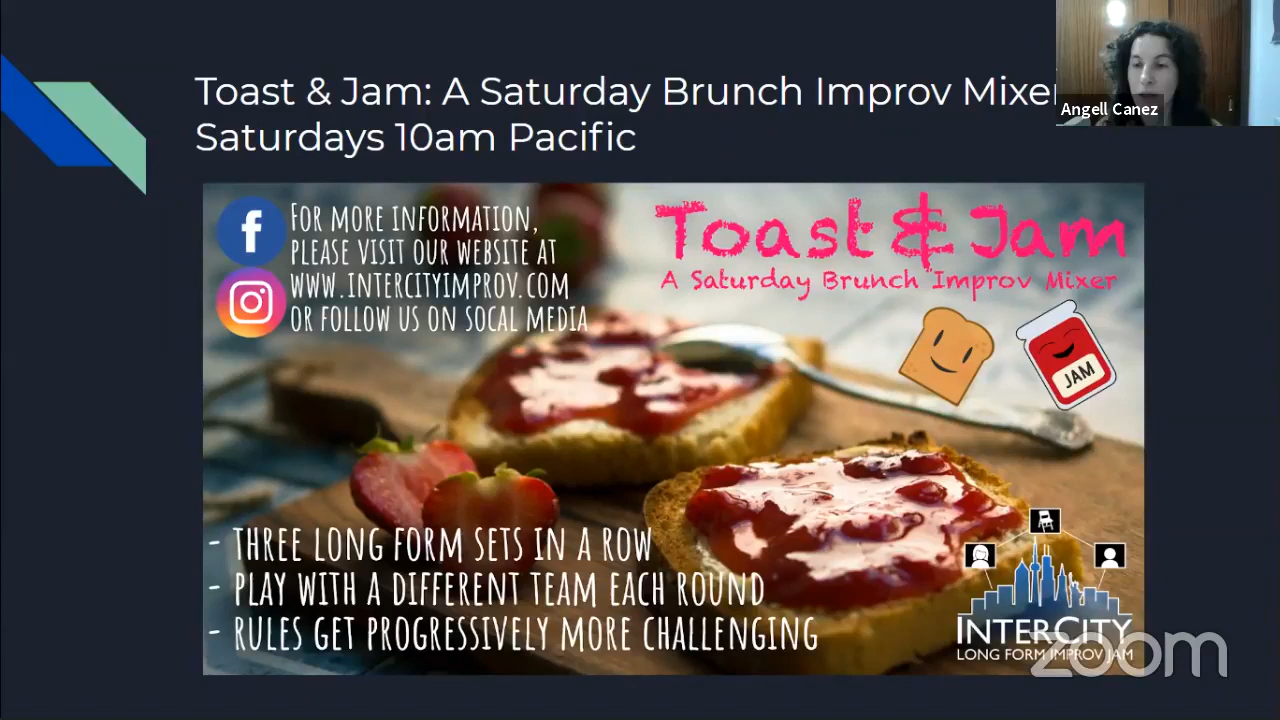 Toast & Jam: A Saturday Brunch Improv Mixer
Saturdays 10am Pacific
Angell Canez
FOR MORE INFORMATION,
PLEASE VISIT OUR WEBSITE AT
WWW.INTERCITYIMPROV.COM
OR FOLLOW US ON SOCAL MEDIA
Toast & Jam
A Saturday Brunch Improv Mixer
JAM
- THREE LONG FORM SETS IN A ROW
- PLAY WITH A DIFFERENT TEAM EACH ROUND
- RULES GET PROGRESSIVELY MORE CHALLENGING
INTERCITY
LONG FORM IMPROV JAM
zoom